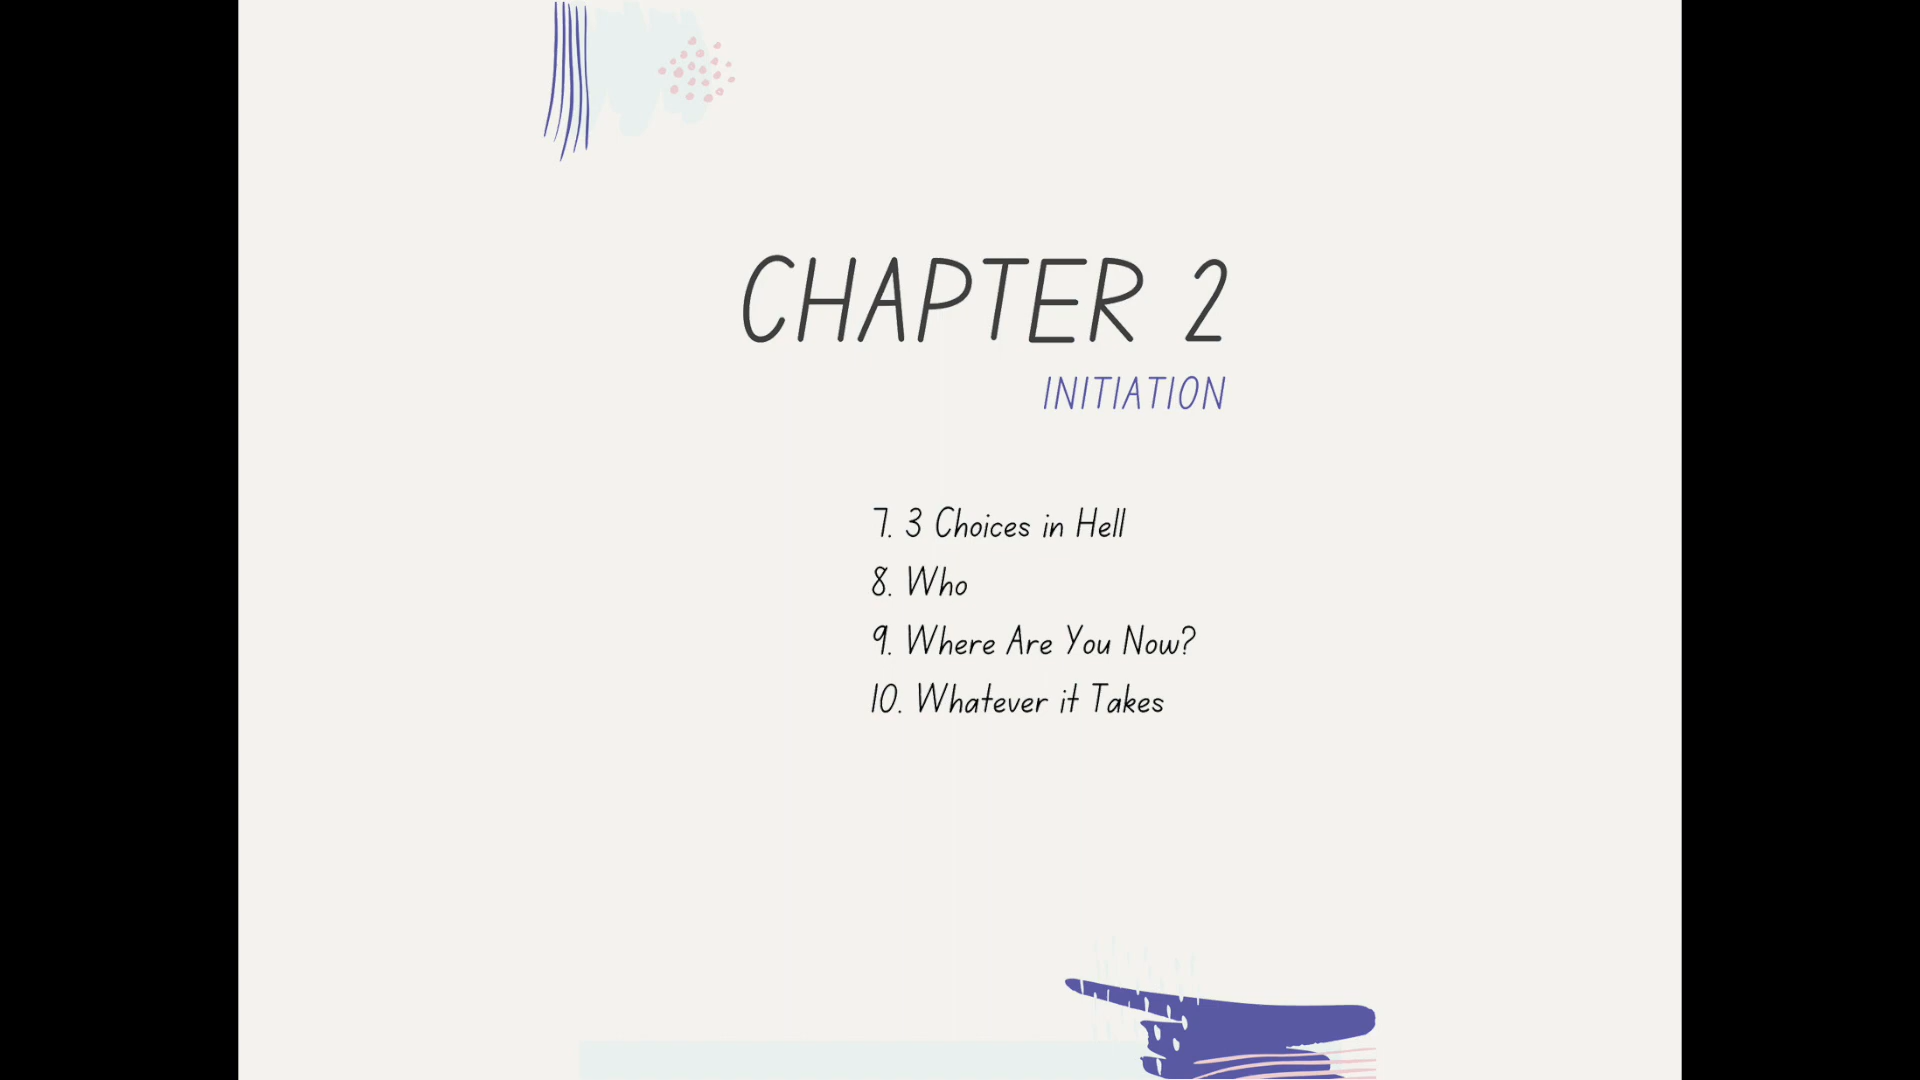 CHAPTER 2
INITIATION
7. 3 Choices in Hell
8. Who
9. Where Are You Now?
10. Whatever it Takes